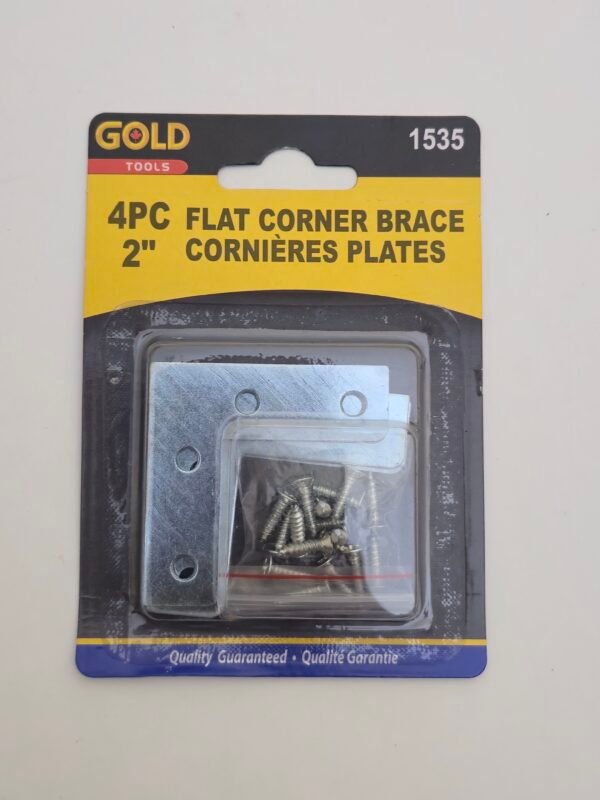 GOLD
TOOLS
1535
4PC FLAT CORNER BRACE
2" CORNIÈRES PLATES
Quality Guaranteed • Qualité Garantie